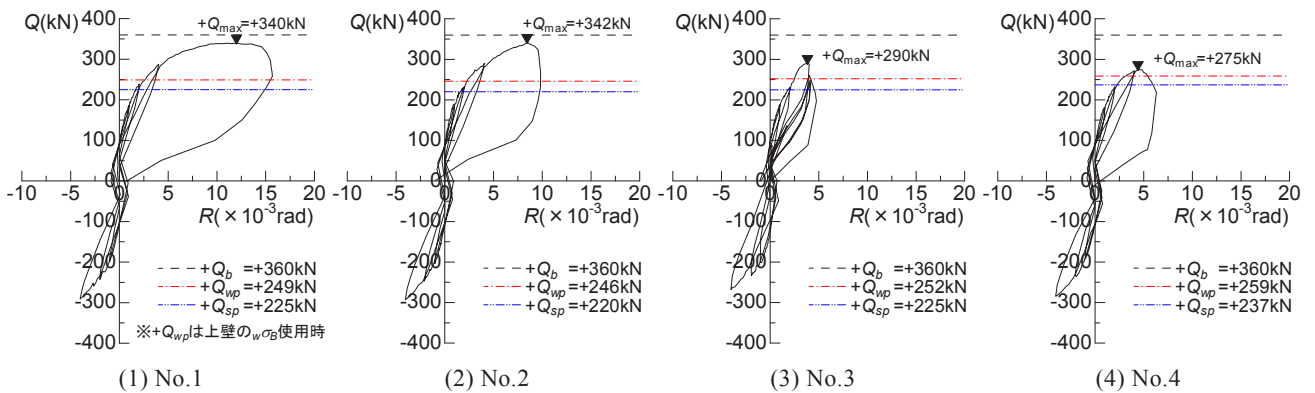 Q(kN)
+Qmax=+340kN
400
300
200
100
0
-100
-200
-300
-400
-10 -5 0 5 10 15 20
R(×10⁻³rad)
+Qb =+360kN
+Qwp =+249kN
+Qsp =+225kN
※+Qwpは上壁のwσB使用時
(1) No.1
Q(kN)
+Qmax=+342kN
400
300
200
100
0
-100
-200
-300
-400
-10 -5 0 5 10 15 20
R(×10⁻³rad)
+Qb =+360kN
+Qwp =+246kN
+Qsp =+220kN
(2) No.2
Q(kN)
+Qmax=+290kN
400
300
200
100
0
-100
-200
-300
-400
-10 -5 0 5 10 15 20
R(×10⁻³rad)
+Qb =+360kN
+Qwp =+252kN
+Qsp =+225kN
(3) No.3
Q(kN)
+Qmax=+275kN
400
300
200
100
0
-100
-200
-300
-400
-10 -5 0 5 10 15 20
R(×10⁻³rad)
+Qb =+360kN
+Qwp =+259kN
+Qsp =+237kN
(4) No.4